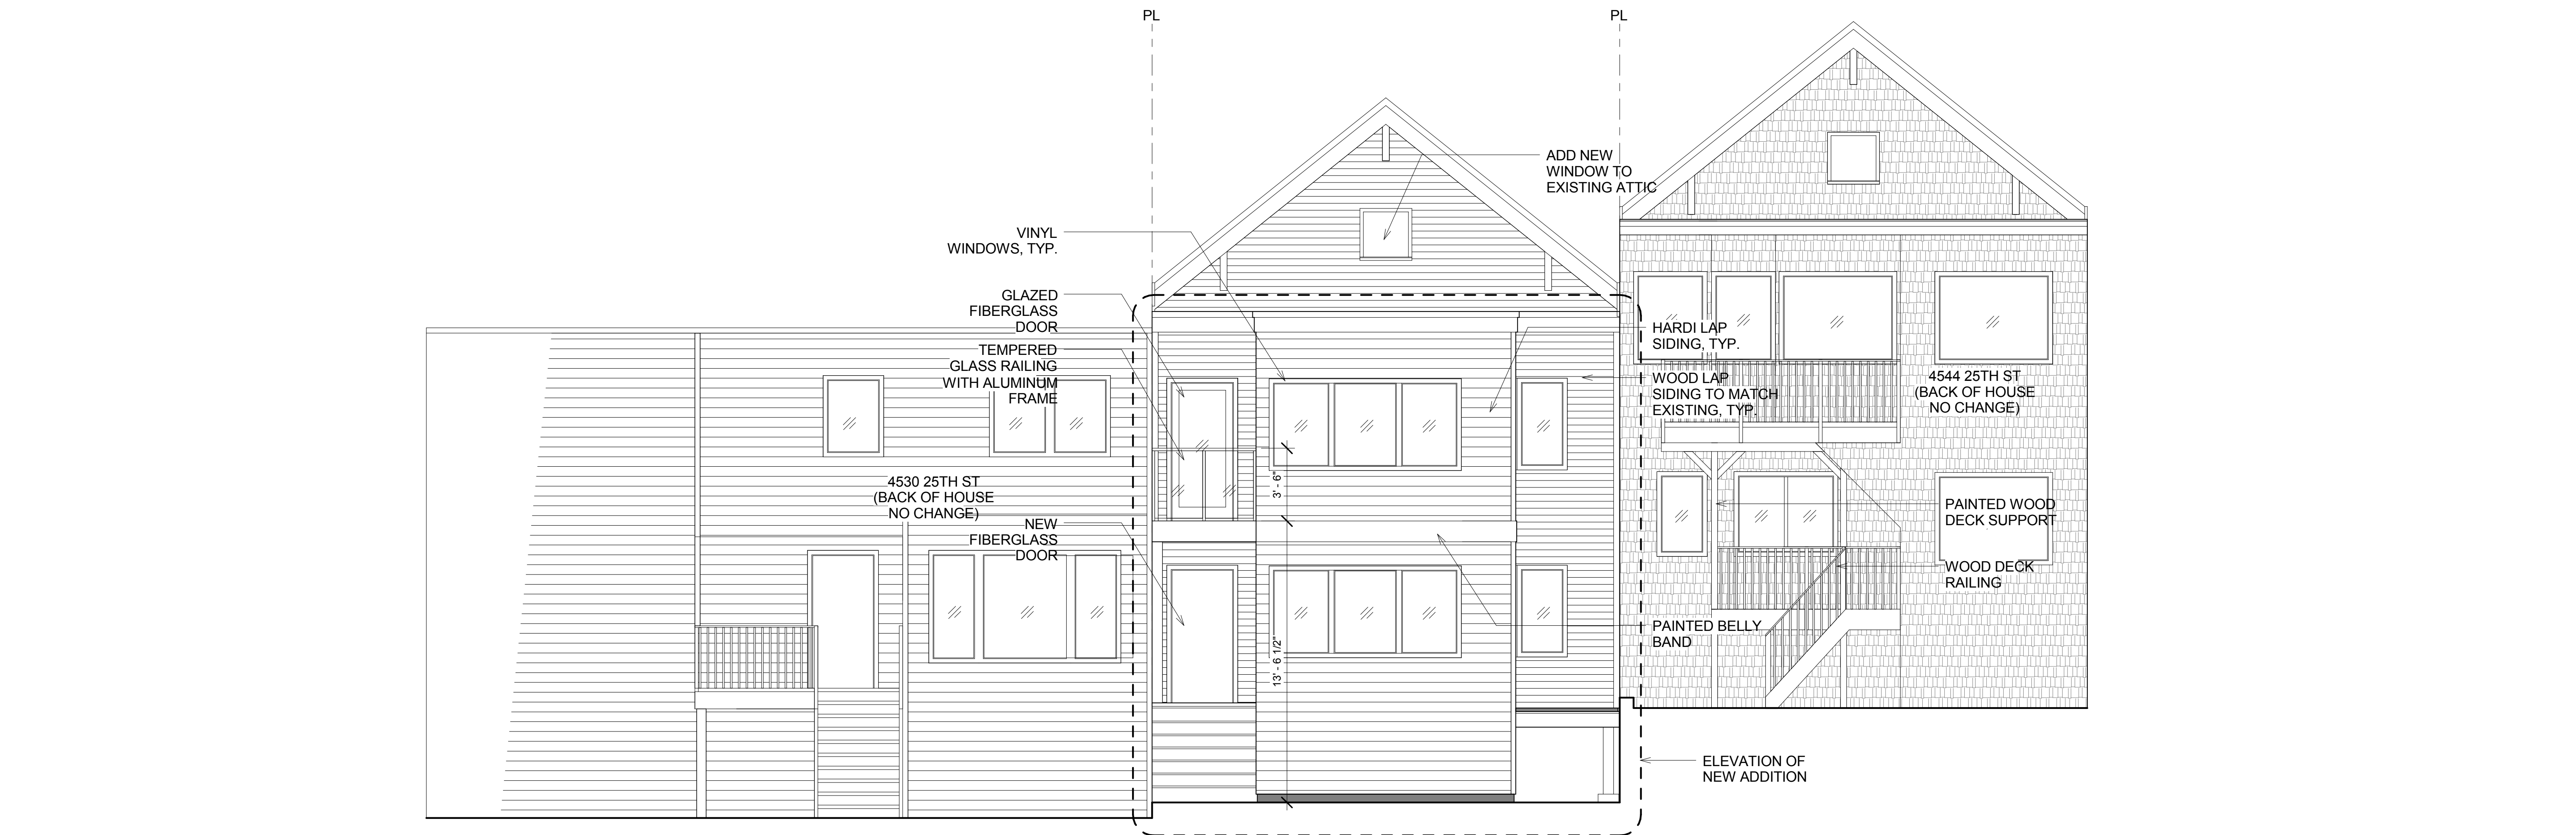 PL
PL
ADD NEW
WINDOW TO
EXISTING ATTIC
VINYL
WINDOWS, TYP.
GLAZED
FIBERGLASS
DOOR
TEMPERED
GLASS RAILING
WITH ALUMINUM
FRAME
HARDI LAP
SIDING, TYP.
WOOD LAP
SIDING TO MATCH
EXISTING, TYP.
4544 25TH ST
(BACK OF HOUSE
NO CHANGE)
4530 25TH ST
(BACK OF HOUSE
NO CHANGE)
3' - 6"
NEW
FIBERGLASS
DOOR
PAINTED WOOD
DECK SUPPORT
WOOD DECK
RAILING
13' - 6 1/2"
PAINTED BELLY
BAND
ELEVATION OF
NEW ADDITION